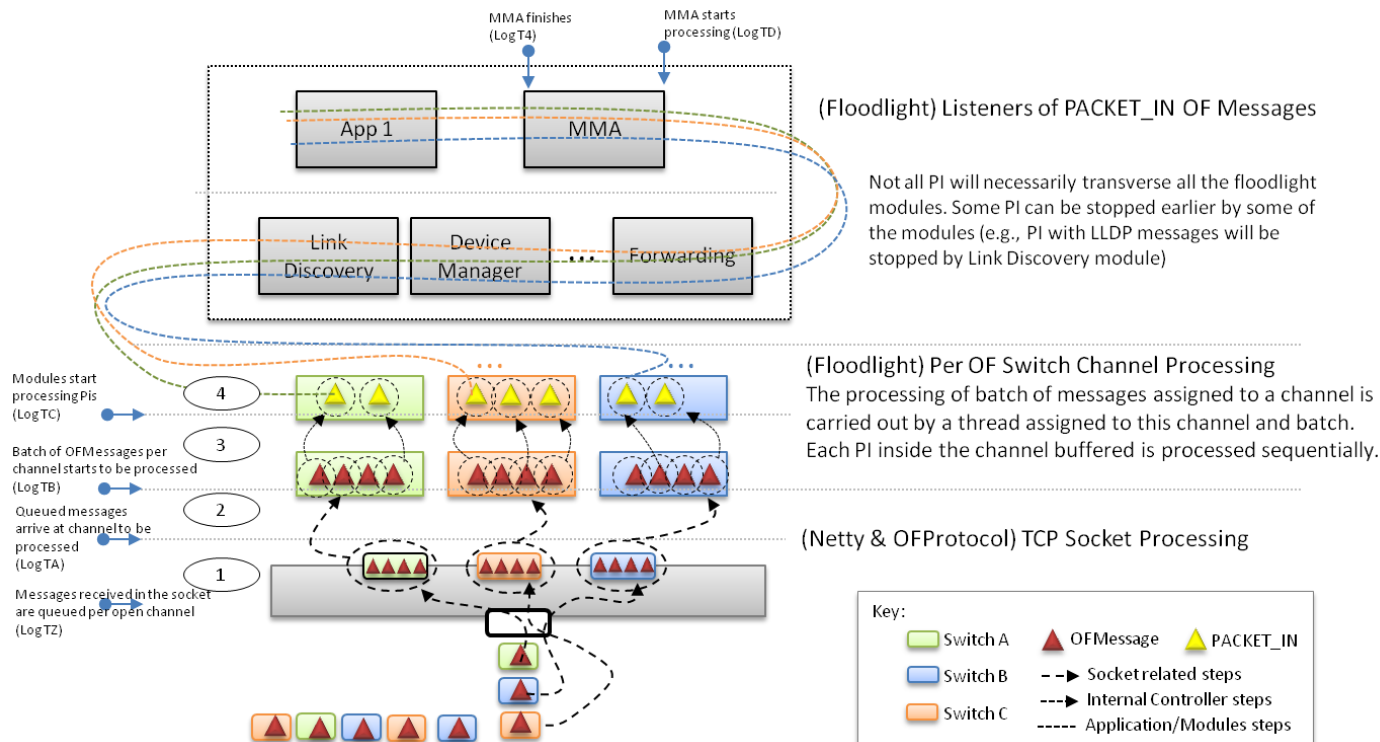 MMA finishes
(LogT4)
MMA starts
processing (LogTD)
App 1
MMA
(Floodlight) Listeners of PACKET_IN OF Messages
Not all PI will necessarily transverse all the floodlight
modules. Some PI can be stopped earlier by some of
the modules (e.g., PI with LLDP messages will be
stopped by Link Discovery module)
Link
Discovery
Device
Manager
...
Forwarding
... ...
Modules start
processing Pis
(LogTC)
4
(Floodlight) Per OF Switch Channel Processing
The processing of batch of messages assigned to a channel is
carried out by a thread assigned to this channel and batch.
Each PI inside the channel buffered is processed sequentially.
3
Batch of OFMessages per
channel starts to be processed
(LogTB)
2
Queued messages
arrive at channel to be
processed
(LogTA)
(Netty & OFProtocol) TCP Socket Processing
1
Messages received in the socket
are queued per open channel
(LogTZ)
Key:
Switch A
OFMessage
PACKET_IN
Switch B
Socket related steps
Internal Controller steps
Switch C
Application/Modules steps